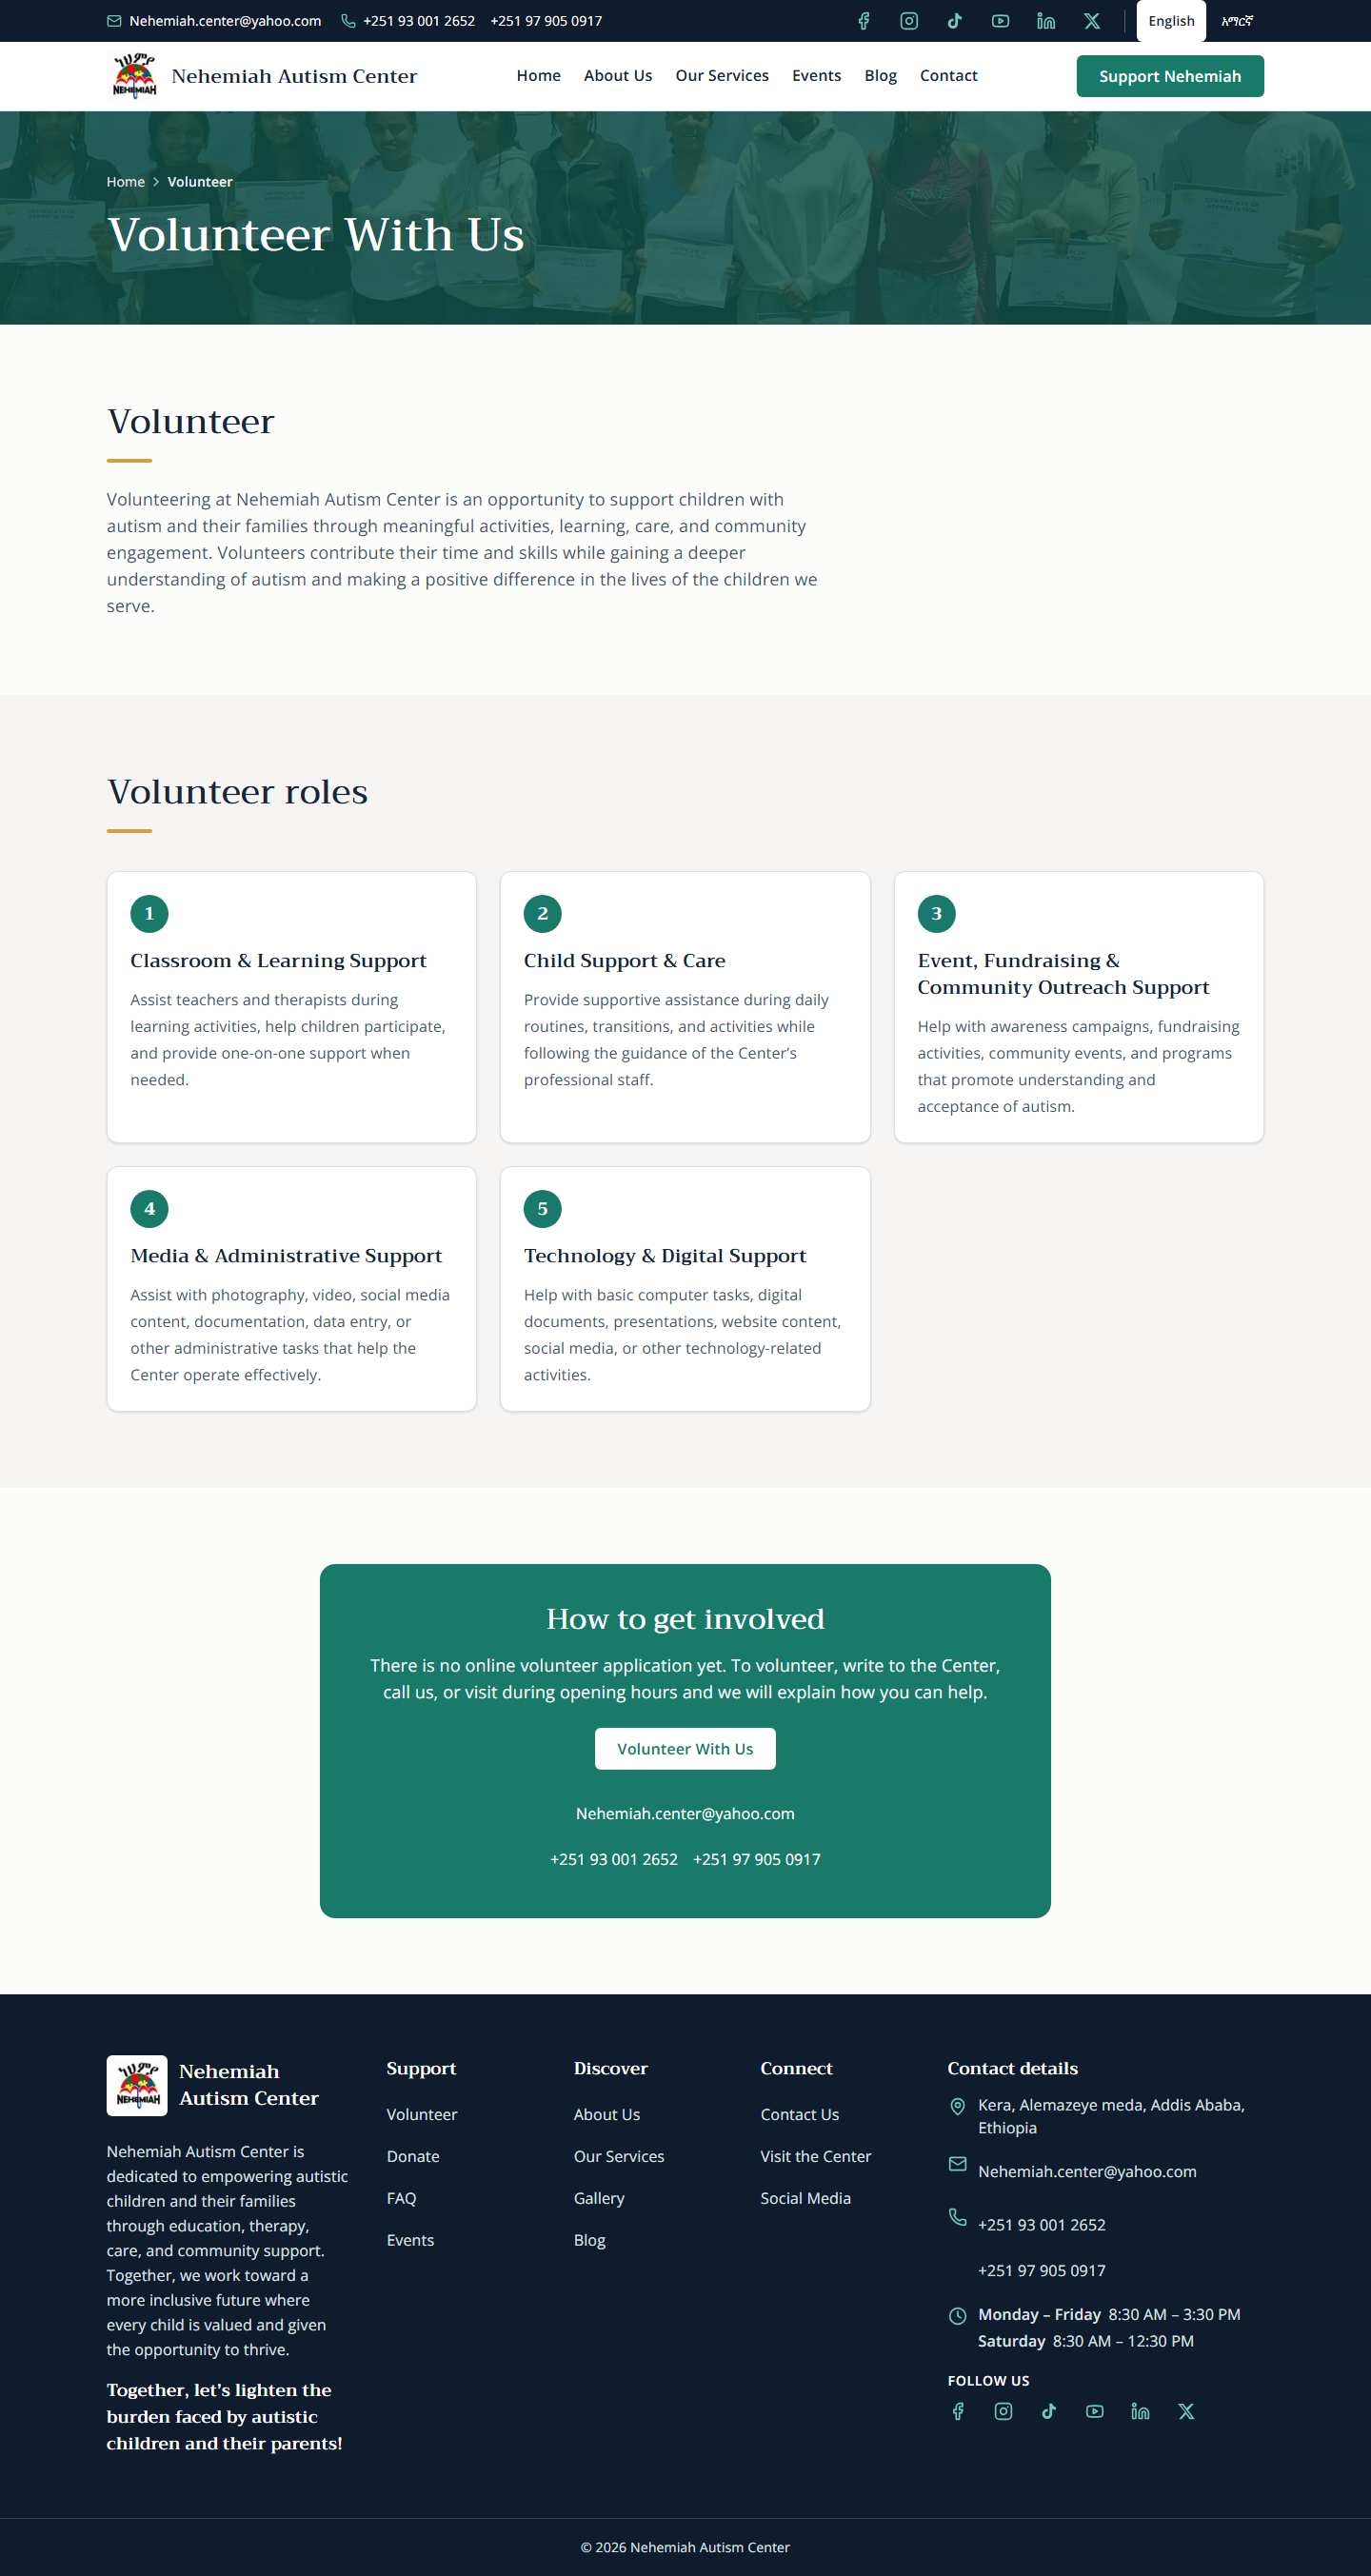 Nehemiah.center@yahoo.com +251 93 001 2652 +251 97 905 0917 English አማርኛ
ነህምያ
NEHEMIAH
Nehemiah Autism Center Home About Us Our Services Events Blog Contact Support Nehemiah
Home > Volunteer
Volunteer With Us
Volunteer
Volunteering at Nehemiah Autism Center is an opportunity to support children with
autism and their families through meaningful activities, learning, care, and community
engagement. Volunteers contribute their time and skills while gaining a deeper
understanding of autism and making a positive difference in the lives of the children we
serve.
Volunteer roles
1
Classroom & Learning Support
Assist teachers and therapists during
learning activities, help children participate,
and provide one-on-one support when
needed.
2
Child Support & Care
Provide supportive assistance during daily
routines, transitions, and activities while
following the guidance of the Center’s
professional staff.
3
Event, Fundraising &
Community Outreach Support
Help with awareness campaigns, fundraising
activities, community events, and programs
that promote understanding and
acceptance of autism.
4
Media & Administrative Support
Assist with photography, video, social media
content, documentation, data entry, or
other administrative tasks that help the
Center operate effectively.
5
Technology & Digital Support
Help with basic computer tasks, digital
documents, presentations, website content,
social media, or other technology-related
activities.
How to get involved
There is no online volunteer application yet. To volunteer, write to the Center,
call us, or visit during opening hours and we will explain how you can help.
Volunteer With Us
Nehemiah.center@yahoo.com
+251 93 001 2652 +251 97 905 0917
ነህምያ
NEHEMIAH
Nehemiah
Autism Center
Nehemiah Autism Center is
dedicated to empowering autistic
children and their families
through education, therapy,
care, and community support.
Together, we work toward a
more inclusive future where
every child is valued and given
the opportunity to thrive.
Together, let’s lighten the
burden faced by autistic
children and their parents!
Support
Volunteer
Donate
FAQ
Events
Discover
About Us
Our Services
Gallery
Blog
Connect
Contact Us
Visit the Center
Social Media
Contact details
Kera, Alemazeye meda, Addis Ababa,
Ethiopia
Nehemiah.center@yahoo.com
+251 93 001 2652
+251 97 905 0917
Monday – Friday 8:30 AM – 3:30 PM
Saturday 8:30 AM – 12:30 PM
FOLLOW US
© 2026 Nehemiah Autism Center